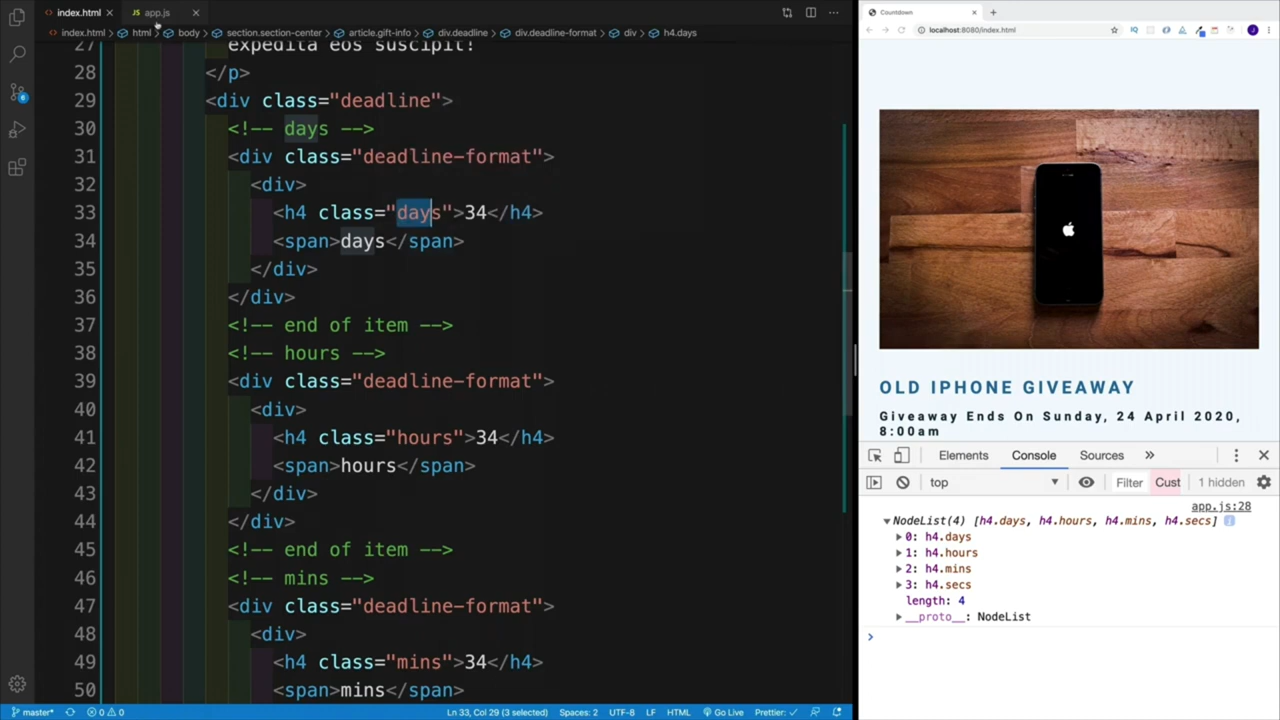 index.html
app.js
index.html > html > body > section.section-center > article.gift-info > div.deadline > div.deadline-format > div > h4.days
27 expedita eos suscipit!
28 </p>
29 <div class="deadline">
30 <!-- days -->
31 <div class="deadline-format">
32 <div>
33 <h4 class="days">34</h4>
34 <span>days</span>
35 </div>
36 </div>
37 <!-- end of item -->
38 <!-- hours -->
39 <div class="deadline-format">
40 <div>
41 <h4 class="hours">34</h4>
42 <span>hours</span>
43 </div>
44 </div>
45 <!-- end of item -->
46 <!-- mins -->
47 <div class="deadline-format">
48 <div>
49 <h4 class="mins">34</h4>
50 <span>mins</span>
master* 0 0 Ln 33, Col 29 (3 selected) Spaces: 2 UTF-8 LF HTML Go Live Prettier: ✓
6
Countdown
localhost:8080/index.html
OLD IPHONE GIVEAWAY
Giveaway Ends On Sunday, 24 April 2020,
8:00am
Elements Console Sources
top Filter Cust 1 hidden
app.js:28
NodeList(4) [h4.days, h4.hours, h4.mins, h4.secs]
0: h4.days
1: h4.hours
2: h4.mins
3: h4.secs
length: 4
__proto__: NodeList